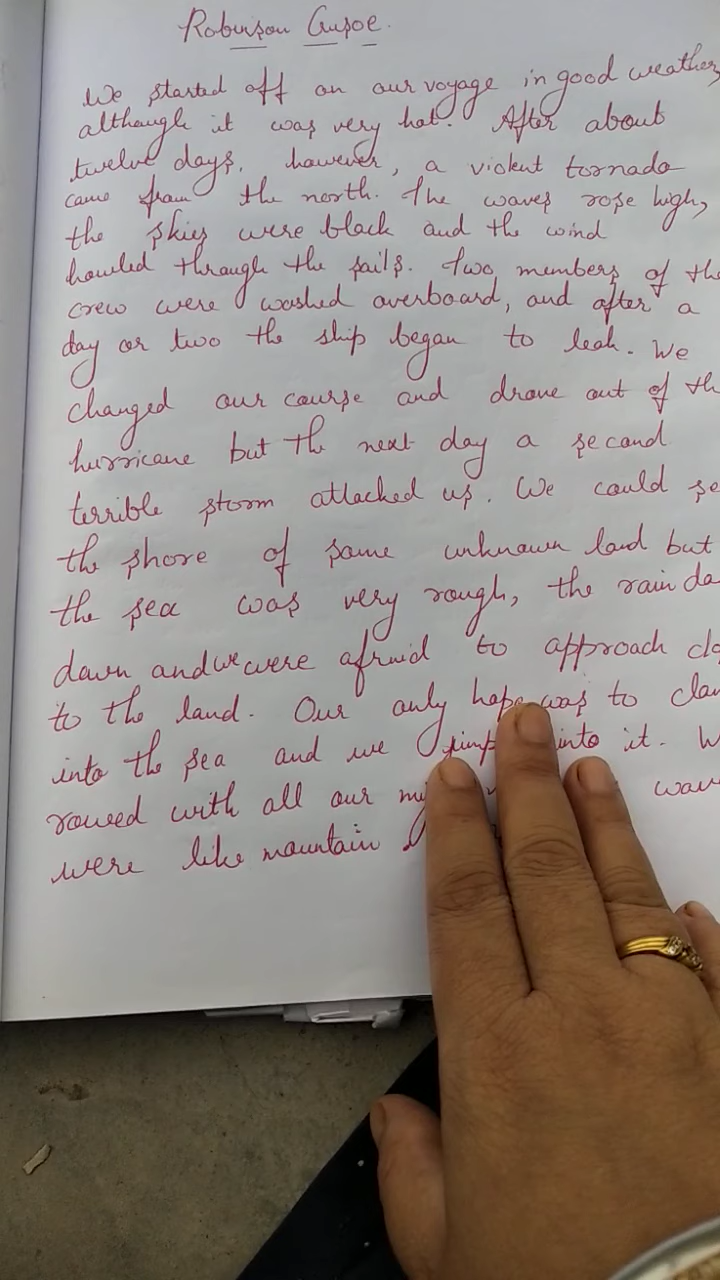 Robinson Crusoe.
We started off on our voyage in good weather,
although it was very hot. After about
twelve days, however, a violent tornado
came from the north. The waves rose high,
the skies were black and the wind
howled through the sails. Two members of the
crew were washed overboard, and after a
day or two the ship began to leak. We
changed our course and drove out of th
hurricane but the next day a second
terrible storm attacked us. We could se
the shore of some unknown land but
the sea was very rough, the rain da
down and we were afraid to approach clo
to the land. Our only hope was to
into the sea and we into it. W
rowed with all our wave
were like mountain